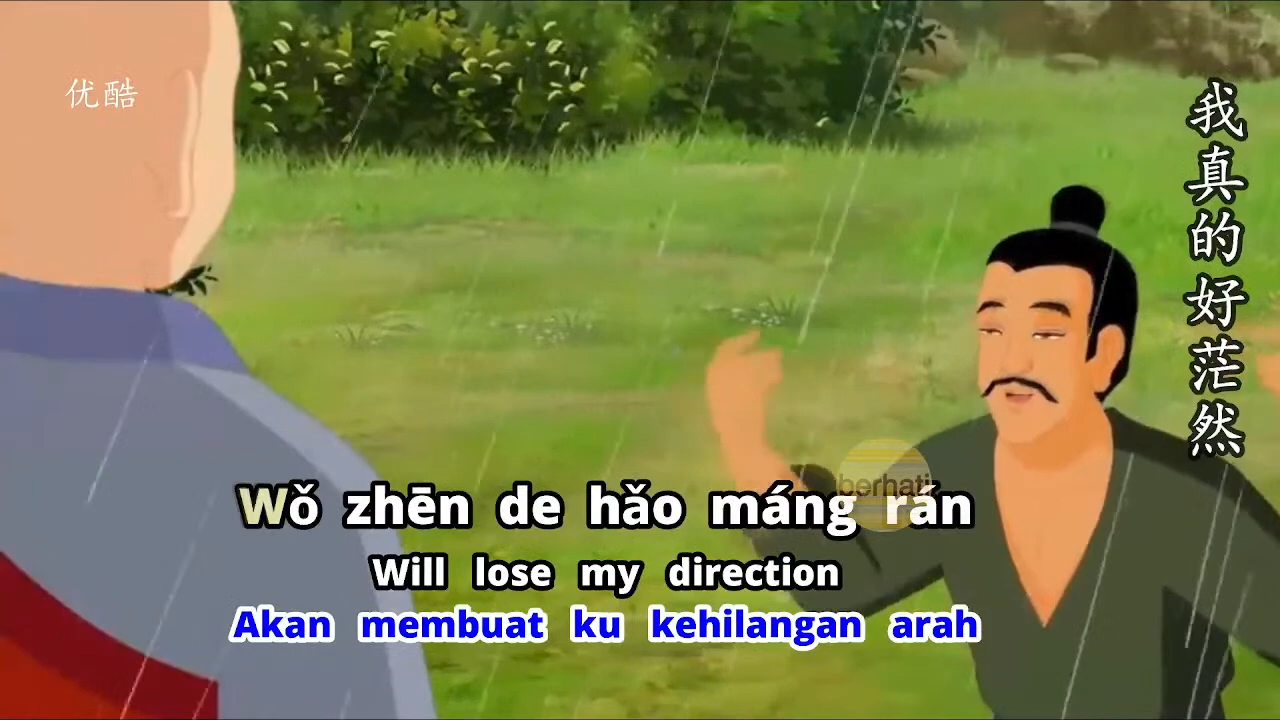 优酷
我真的好茫然
berhati
Wǒ zhēn de hǎo máng rán
Will lose my direction
Akan membuat ku kehilangan arah